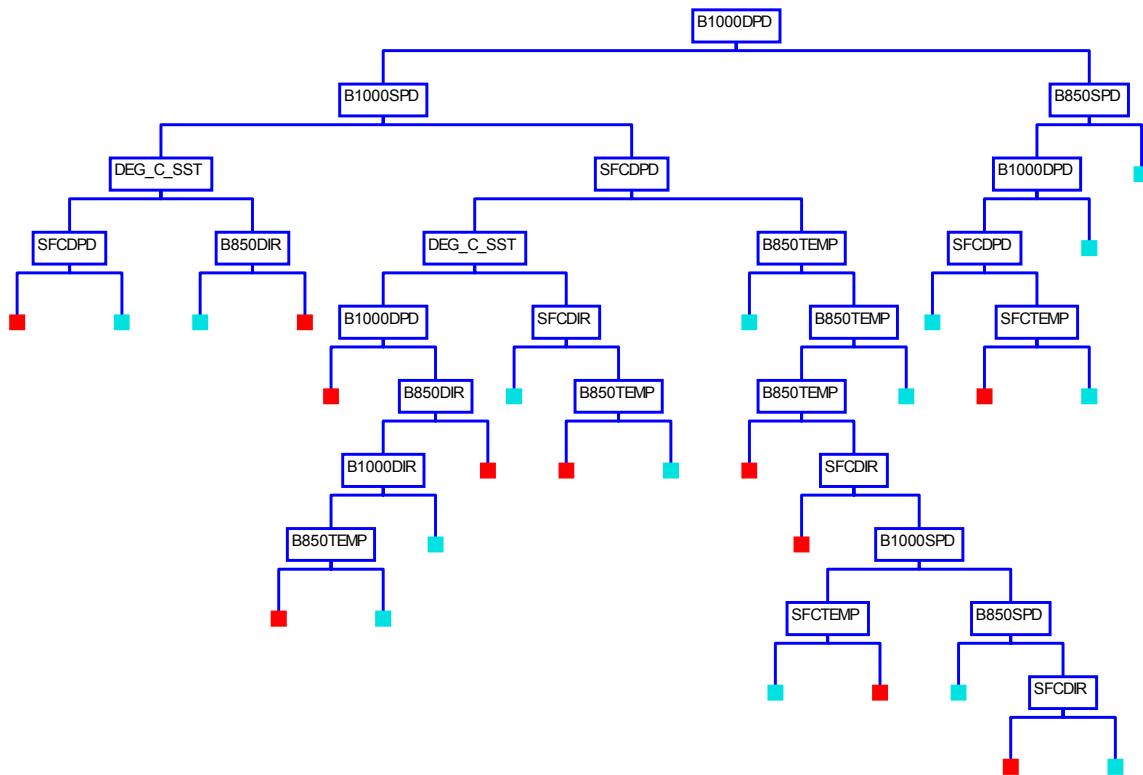 B1000DPD
B1000SPD
B850SPD
DEG_C_SST
SFCDPD
B1000DPD
SFCDPD
B850DIR
DEG_C_SST
B850TEMP
SFCDPD
B1000DPD
SFCDIR
B850TEMP
SFCTEMP
B850DIR
B850TEMP
B850TEMP
B1000DIR
SFCDIR
B850TEMP
B1000SPD
SFCTEMP
B850SPD
SFCDIR